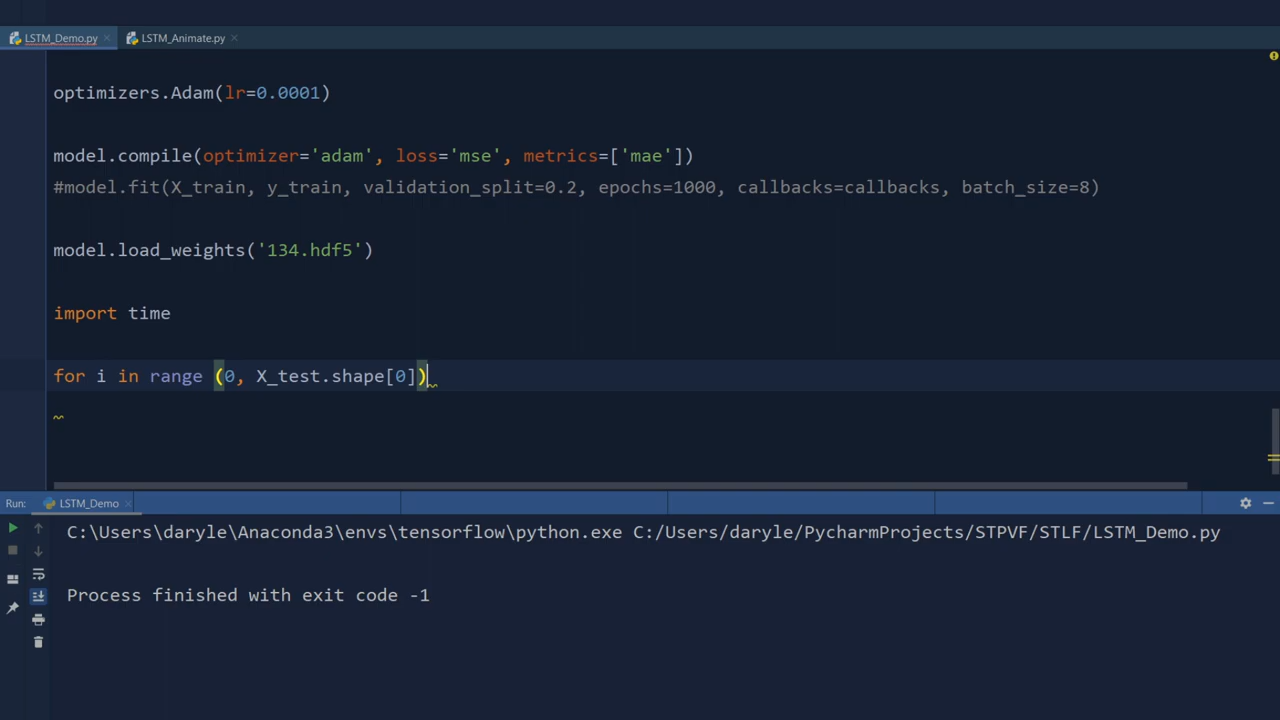 LSTM_Demo.py × LSTM_Animate.py ×
optimizers.Adam(lr=0.0001)
model.compile(optimizer='adam', loss='mse', metrics=['mae'])
#model.fit(X_train, y_train, validation_split=0.2, epochs=1000, callbacks=callbacks, batch_size=8)
model.load_weights('134.hdf5')
import time
for i in range (0, X_test.shape[0])
Run: LSTM_Demo ×
C:\Users\daryle\Anaconda3\envs\tensorflow\python.exe C:/Users/daryle/PycharmProjects/STPVF/STLF/LSTM_Demo.py
Process finished with exit code -1